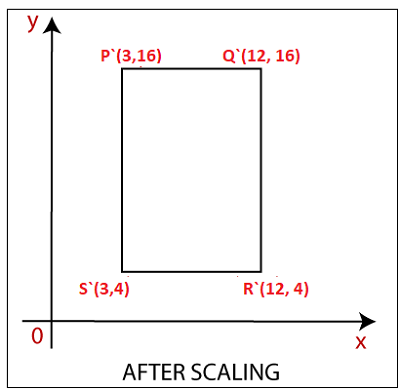 y
P`(3,16) Q`(12, 16)
S`(3,4) R`(12, 4)
0 x
AFTER SCALING